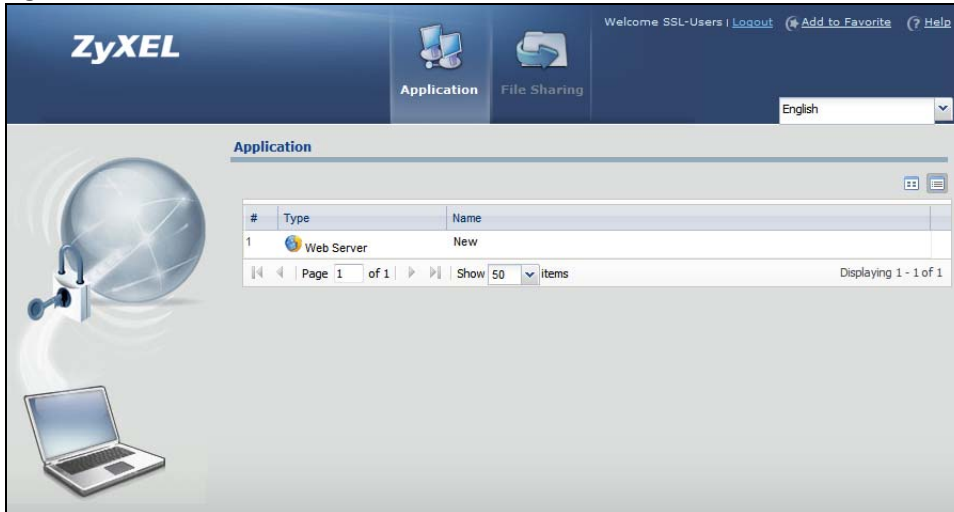 ZyXEL
Welcome SSL-Users | Logout Add to Favorite ? Help
Application File Sharing
English
Application
# Type Name
1 Web Server New
Page 1 of 1 Show 50 items Displaying 1 - 1 of 1